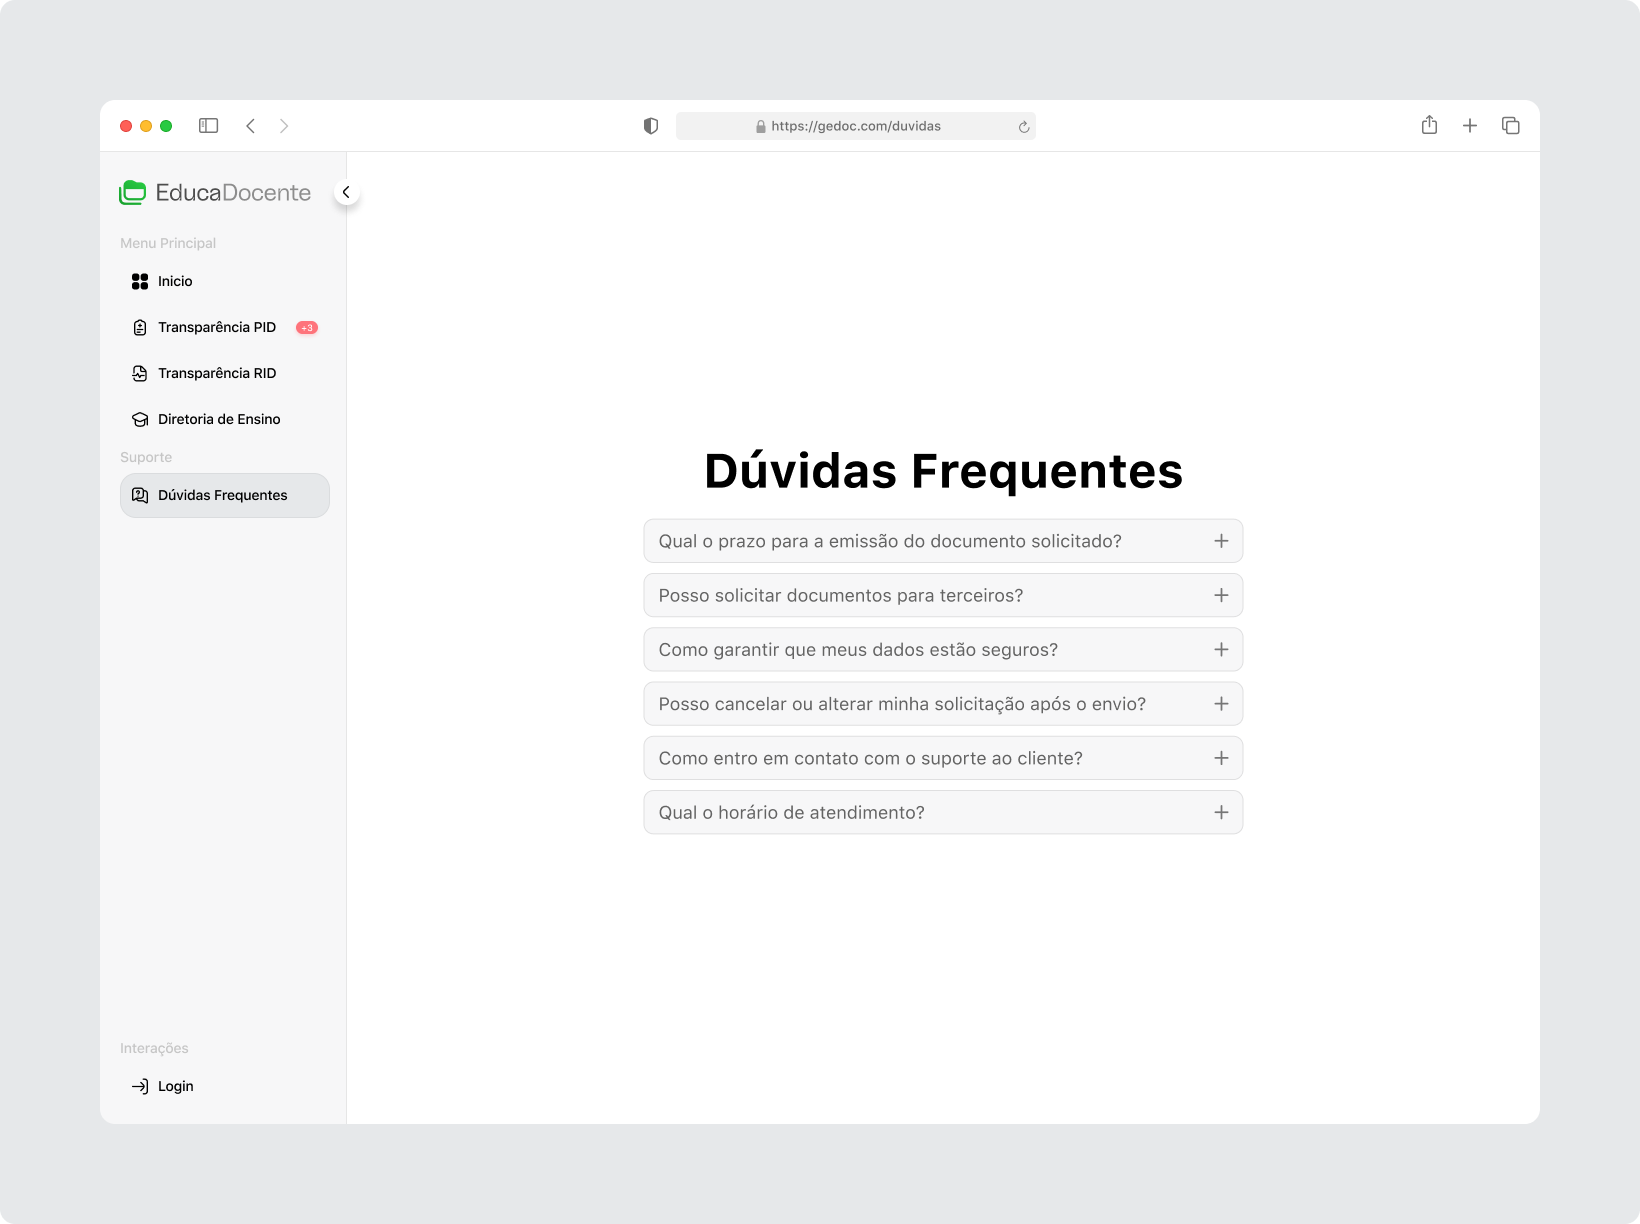 https://gedoc.com/duvidas
EducaDocente
Menu Principal
Inicio
Transparência PID +3
Transparência RID
Diretoria de Ensino
Suporte
Dúvidas Frequentes
Dúvidas Frequentes
Qual o prazo para a emissão do documento solicitado?
Posso solicitar documentos para terceiros?
Como garantir que meus dados estão seguros?
Posso cancelar ou alterar minha solicitação após o envio?
Como entro em contato com o suporte ao cliente?
Qual o horário de atendimento?
Interações
Login